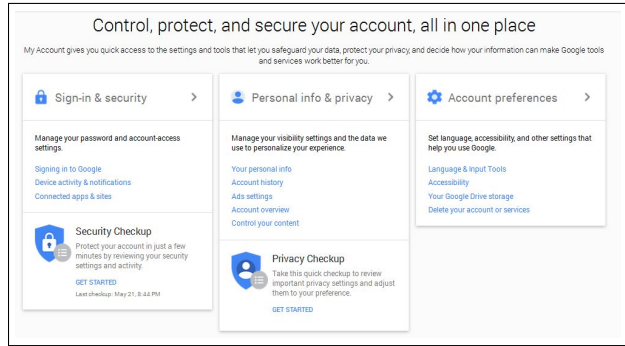 Control, protect, and secure your account, all in one place
My Account gives you quick access to the settings and tools that let you safeguard your data, protect your privacy, and decide how your information can make Google tools
and services work better for you.
Sign-in & security
Manage your password and account-access
settings.
Signing in to Google
Device activity & notifications
Connected apps & sites
Security Checkup
Protect your account in just a few
minutes by reviewing your security
settings and activity.
GET STARTED
Last checkup: May 21, 8:44 PM
Personal info & privacy
Manage your visibility settings and the data we
use to personalize your experience.
Your personal info
Account history
Ads settings
Account overview
Control your content
Privacy Checkup
Take this quick checkup to review
important privacy settings and adjust
them to your preference.
GET STARTED
Account preferences
Set language, accessibility, and other settings that
help you use Google.
Language & Input Tools
Accessibility
Your Google Drive storage
Delete your account or services